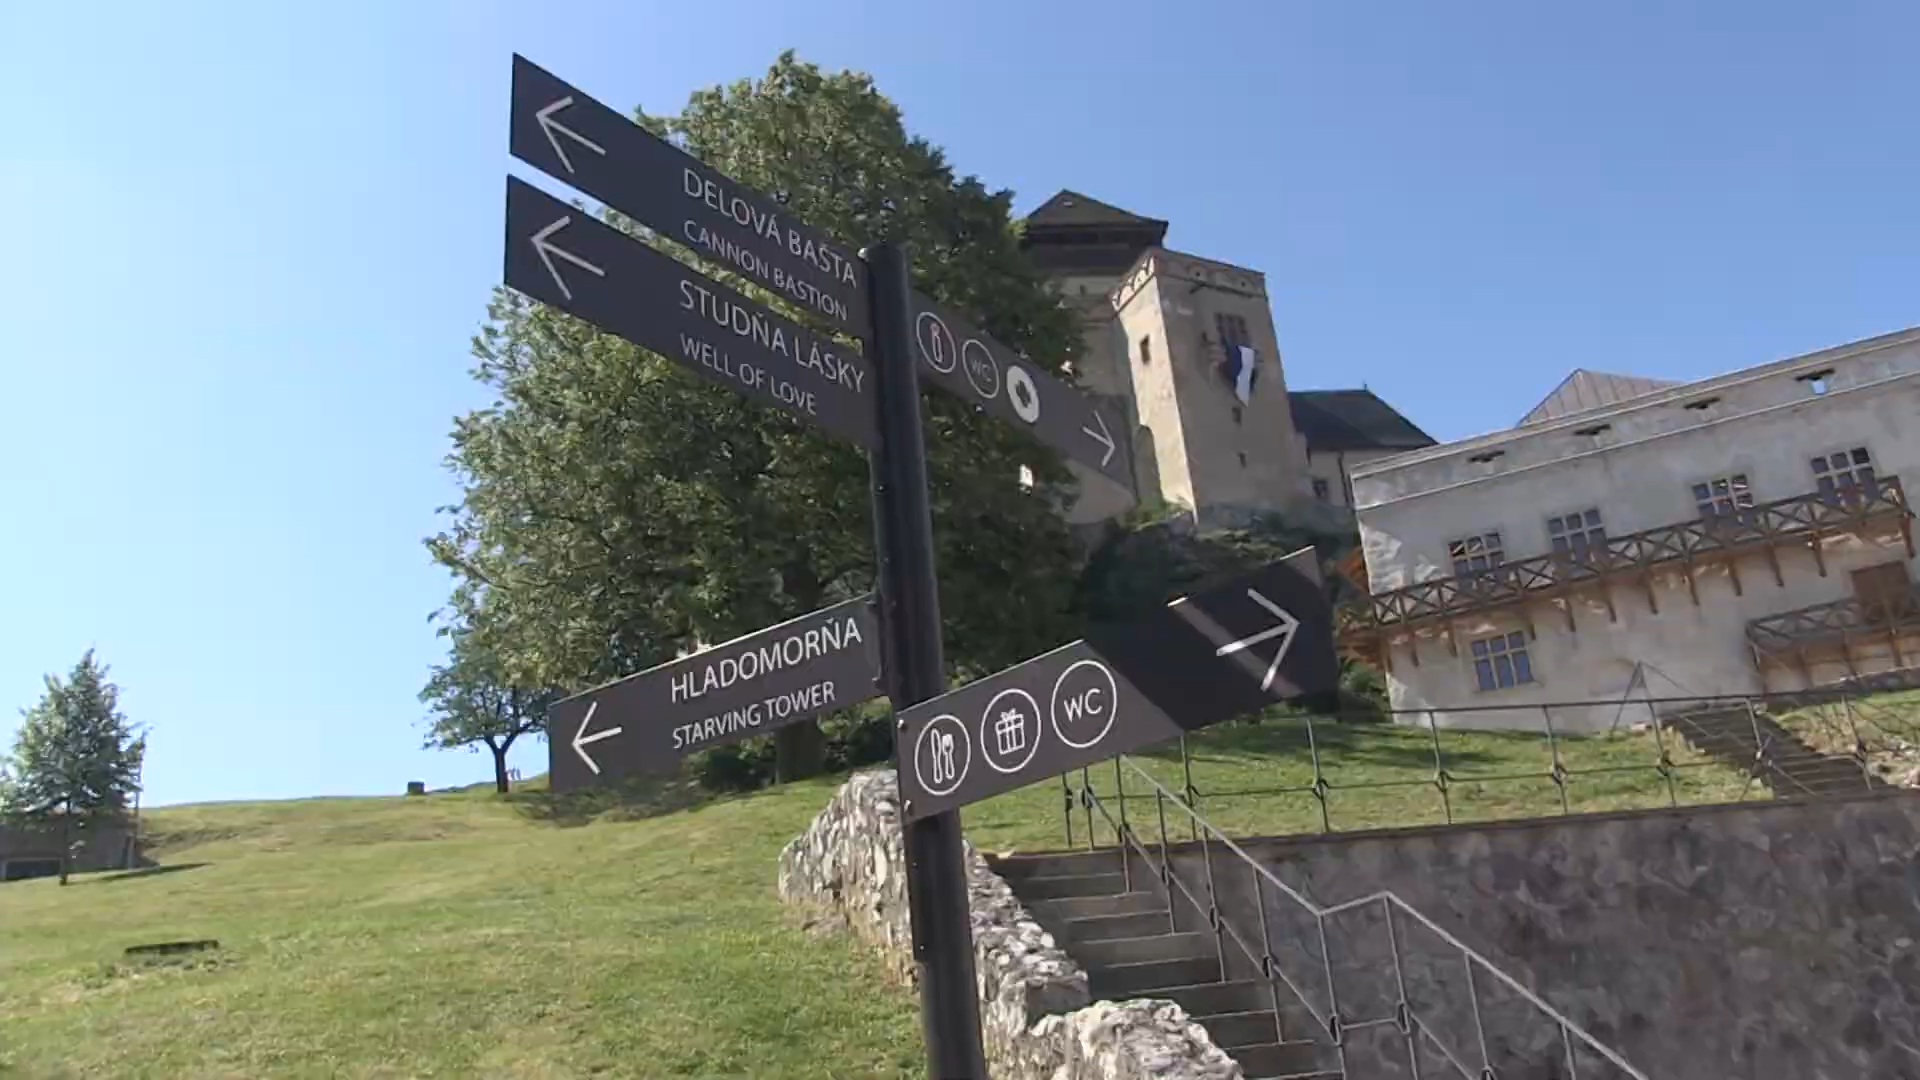 DELOVÁ BAŠTA
CANNON BASTION
STUDŇA LÁSKY
WELL OF LOVE
WC
HLADOMORŇA
STARVING TOWER
WC